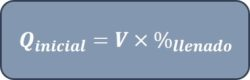 Q_inicial = V × %_llenado